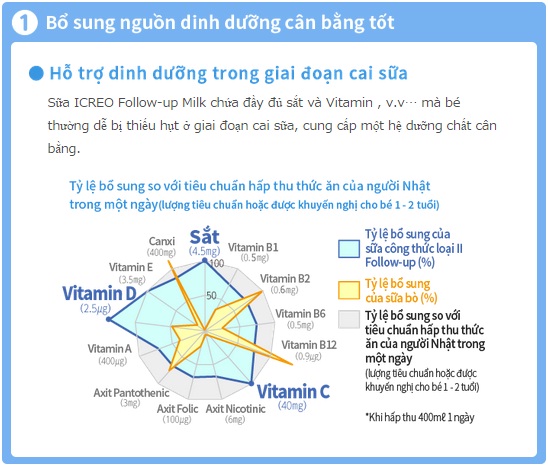 1 Bổ sung nguồn dinh dưỡng cân bằng tốt
Hỗ trợ dinh dưỡng trong giai đoạn cai sữa
Sữa ICREO Follow-up Milk chứa đầy đủ sắt và Vitamin , v.v… mà bé
thường dễ bị thiếu hụt ở giai đoạn cai sữa, cung cấp một hệ dưỡng chất cân
bằng.
Tỷ lệ bổ sung so với tiêu chuẩn hấp thu thức ăn của người Nhật
trong một ngày(lượng tiêu chuẩn hoặc được khuyến nghị cho bé 1 - 2 tuổi)
Sắt
(4.5mg)
Vitamin B1
(0.5mg)
Vitamin B2
(0.6mg)
Vitamin B6
(0.5mg)
Vitamin B12
(0.9μg)
Vitamin C
(40mg)
Axit Nicotinic
(6mg)
Axit Folic
(100μg)
Axit Pantothenic
(3mg)
Vitamin A
(400μg)
Vitamin D
(2.5μg)
Vitamin E
(3.5mg)
Canxi
(400mg)
100
50
Tỷ lệ bổ sung của
sữa công thức loại II
Follow-up (%)
Tỷ lệ bổ sung
của sữa bò (%)
Tỷ lệ bổ sung so với
tiêu chuẩn hấp thu thức
ăn của người Nhật trong
một ngày
(lượng tiêu chuẩn hoặc được
khuyến nghị cho bé 1 - 2 tuổi)
*Khi hấp thu 400mℓ 1 ngày